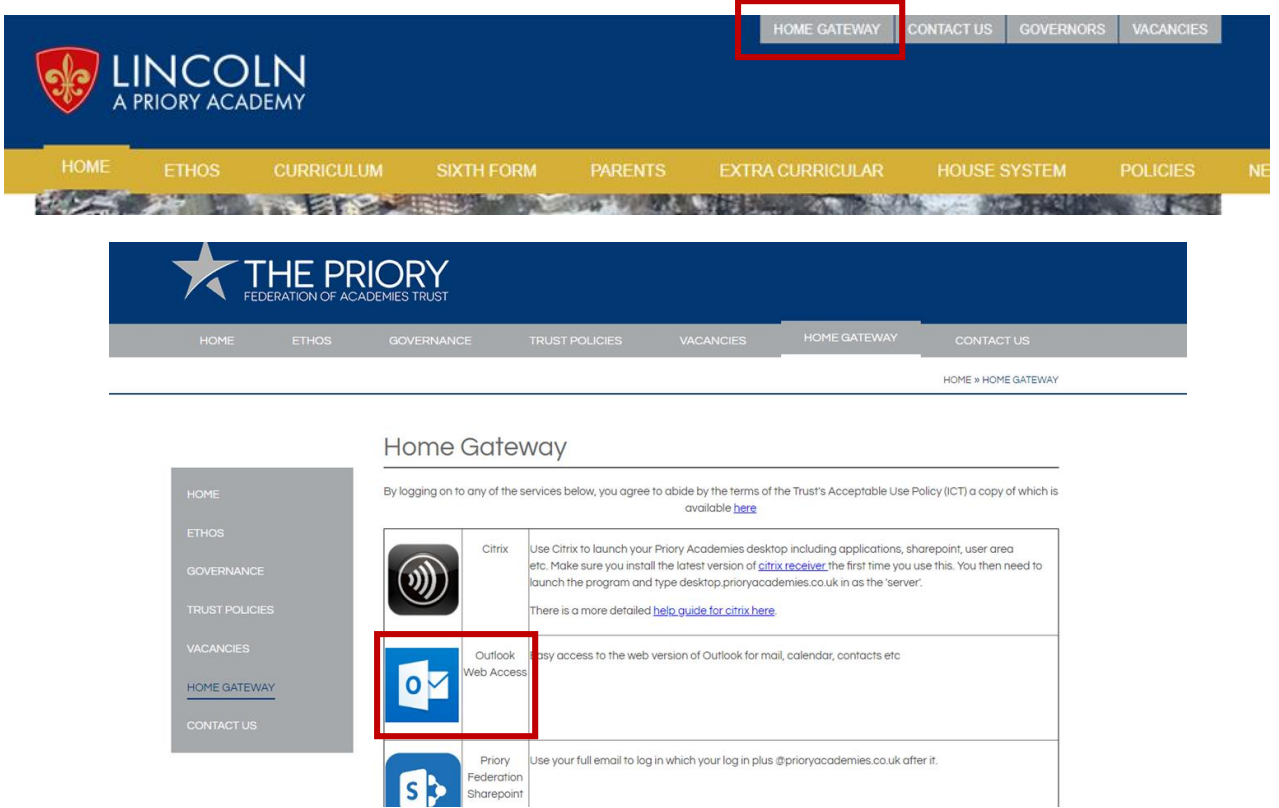 HOME GATEWAY CONTACT US GOVERNORS VACANCIES
LINCOLN
A PRIORY ACADEMY
HOME ETHOS CURRICULUM SIXTH FORM PARENTS EXTRA CURRICULAR HOUSE SYSTEM POLICIES NE
THE PRIORY
FEDERATION OF ACADEMIES TRUST
HOME ETHOS GOVERNANCE TRUST POLICIES VACANCIES HOME GATEWAY CONTACT US
HOME » HOME GATEWAY
Home Gateway
HOME
ETHOS
GOVERNANCE
TRUST POLICIES
VACANCIES
HOME GATEWAY
CONTACT US
By logging on to any of the services below, you agree to abide by the terms of the Trust's Acceptable Use Policy (ICT) a copy of which is
available here
Citrix
Use Citrix to launch your Priory Academies desktop including applications, sharepoint, user area
etc. Make sure you install the latest version of citrix receiver the first time you use this. You then need to
launch the program and type desktop.prioryacademies.co.uk in as the 'server'.
There is a more detailed help guide for citrix here.
O
Outlook
Web Access
Easy access to the web version of Outlook for mail, calendar, contacts etc
S
Priory
Federation
Sharepoint
Use your full email to log in which your log in plus @prioryacademies.co.uk after it.